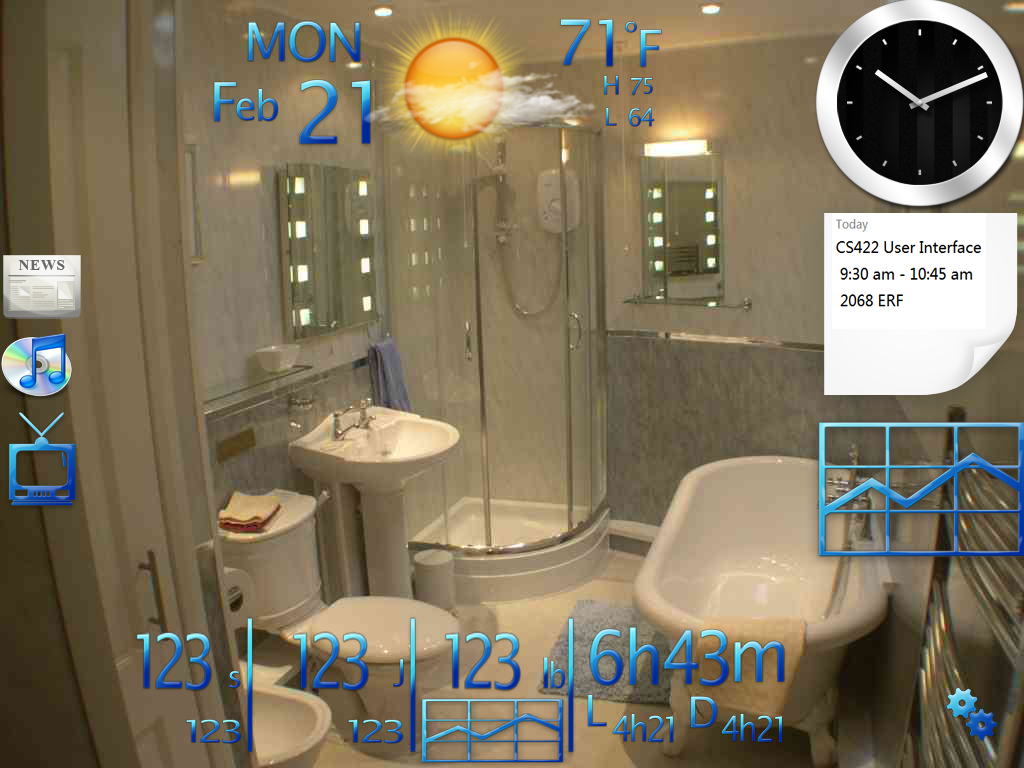 MON
Feb 21
71°F
H 75
L 64
Today
CS422 User Interface
9:30 am - 10:45 am
2068 ERF
NEWS
123 s
123
123 J
123
123 lb
6h43m
L 4h21 D 4h21